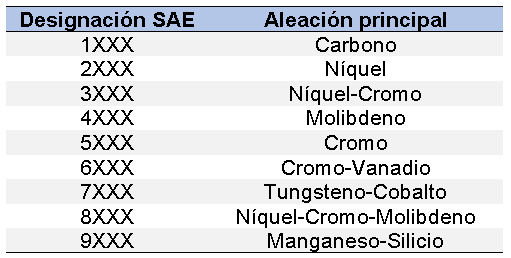 Designación SAE Aleación principal
1XXX Carbono
2XXX Níquel
3XXX Níquel-Cromo
4XXX Molibdeno
5XXX Cromo
6XXX Cromo-Vanadio
7XXX Tungsteno-Cobalto
8XXX Níquel-Cromo-Molibdeno
9XXX Manganeso-Silicio